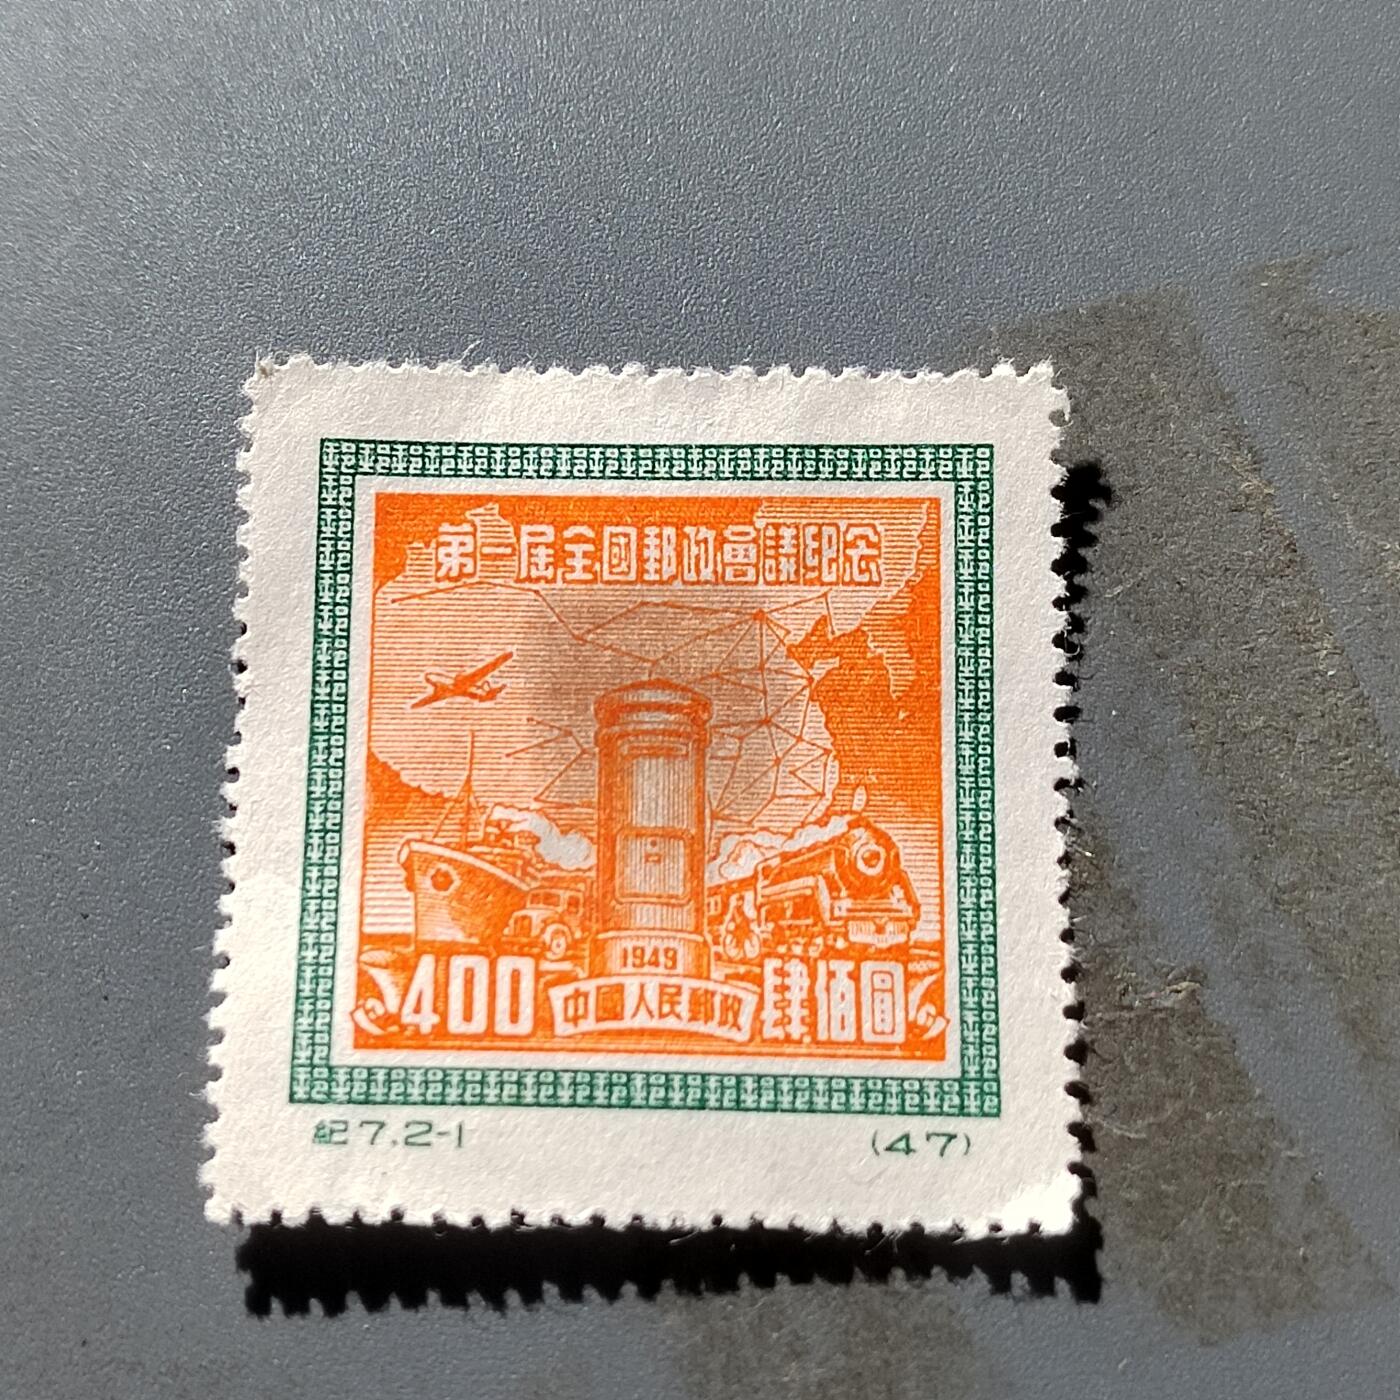 第一届全國郵政會議紀念
1949
400 中國人民郵政 肆佰圓
紀7.2-1 (47)